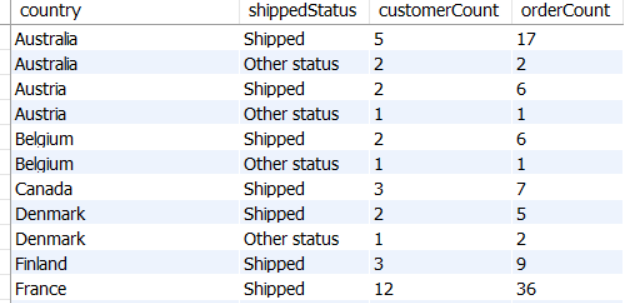 country shippedStatus customerCount orderCount
Australia Shipped 5 17
Australia Other status 2 2
Austria Shipped 2 6
Austria Other status 1 1
Belgium Shipped 2 6
Belgium Other status 1 1
Canada Shipped 3 7
Denmark Shipped 2 5
Denmark Other status 1 2
Finland Shipped 3 9
France Shipped 12 36